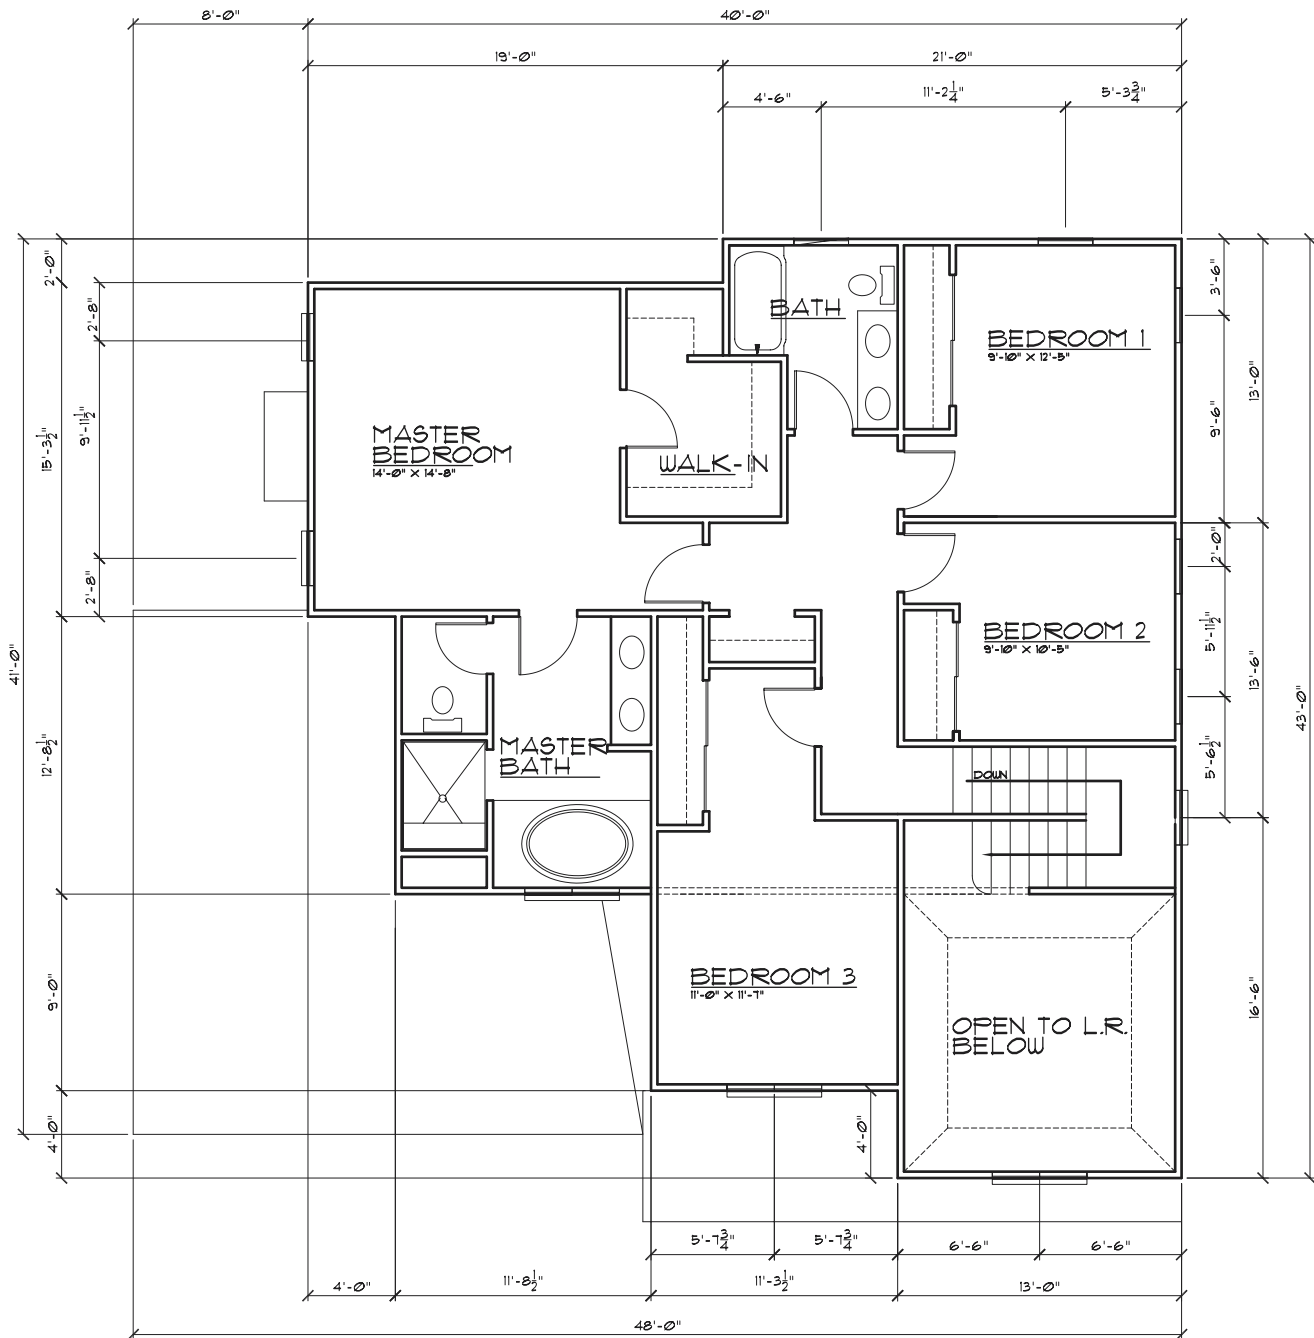 8'-0"
40'-0"
19'-0"
21'-0"
4'-6"
11'-2 1/4"
5'-3 3/4"
2'-0"
2'-8"
15'-3 1/2"
9'-11 1/2"
2'-8"
41'-0"
12'-8 1/2"
9'-0"
4'-0"
BATH
BEDROOM 1
9'-10" X 12'-5"
MASTER
BEDROOM
14'-0" X 14'-8"
WALK-IN
BEDROOM 2
9'-10" X 10'-5"
MASTER
BATH
DOWN
BEDROOM 3
11'-0" X 11'-7"
OPEN TO L.R.
BELOW
3'-6"
13'-0"
9'-6"
2'-0"
5'-11 1/2"
13'-6"
43'-0"
5'-6 1/2"
16'-6"
4'-0"
5'-7 3/4"
5'-7 3/4"
6'-6"
6'-6"
4'-0"
11'-8 1/2"
11'-3 1/2"
13'-0"
48'-0"